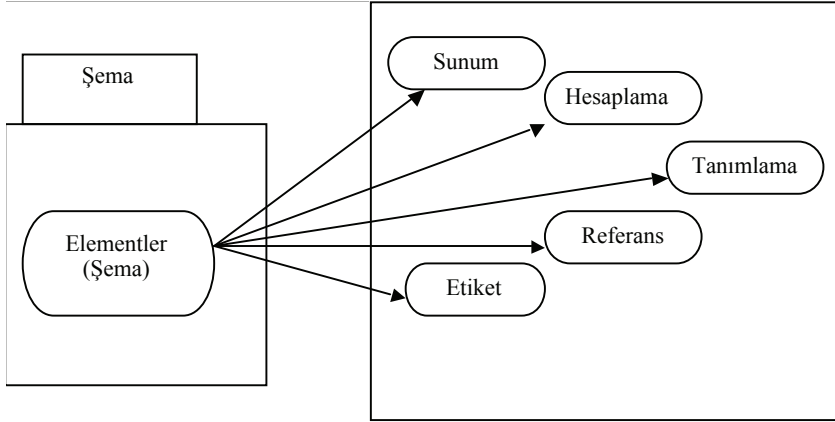 Şema
Elementler
(Şema)
Sunum
Hesaplama
Tanımlama
Referans
Etiket